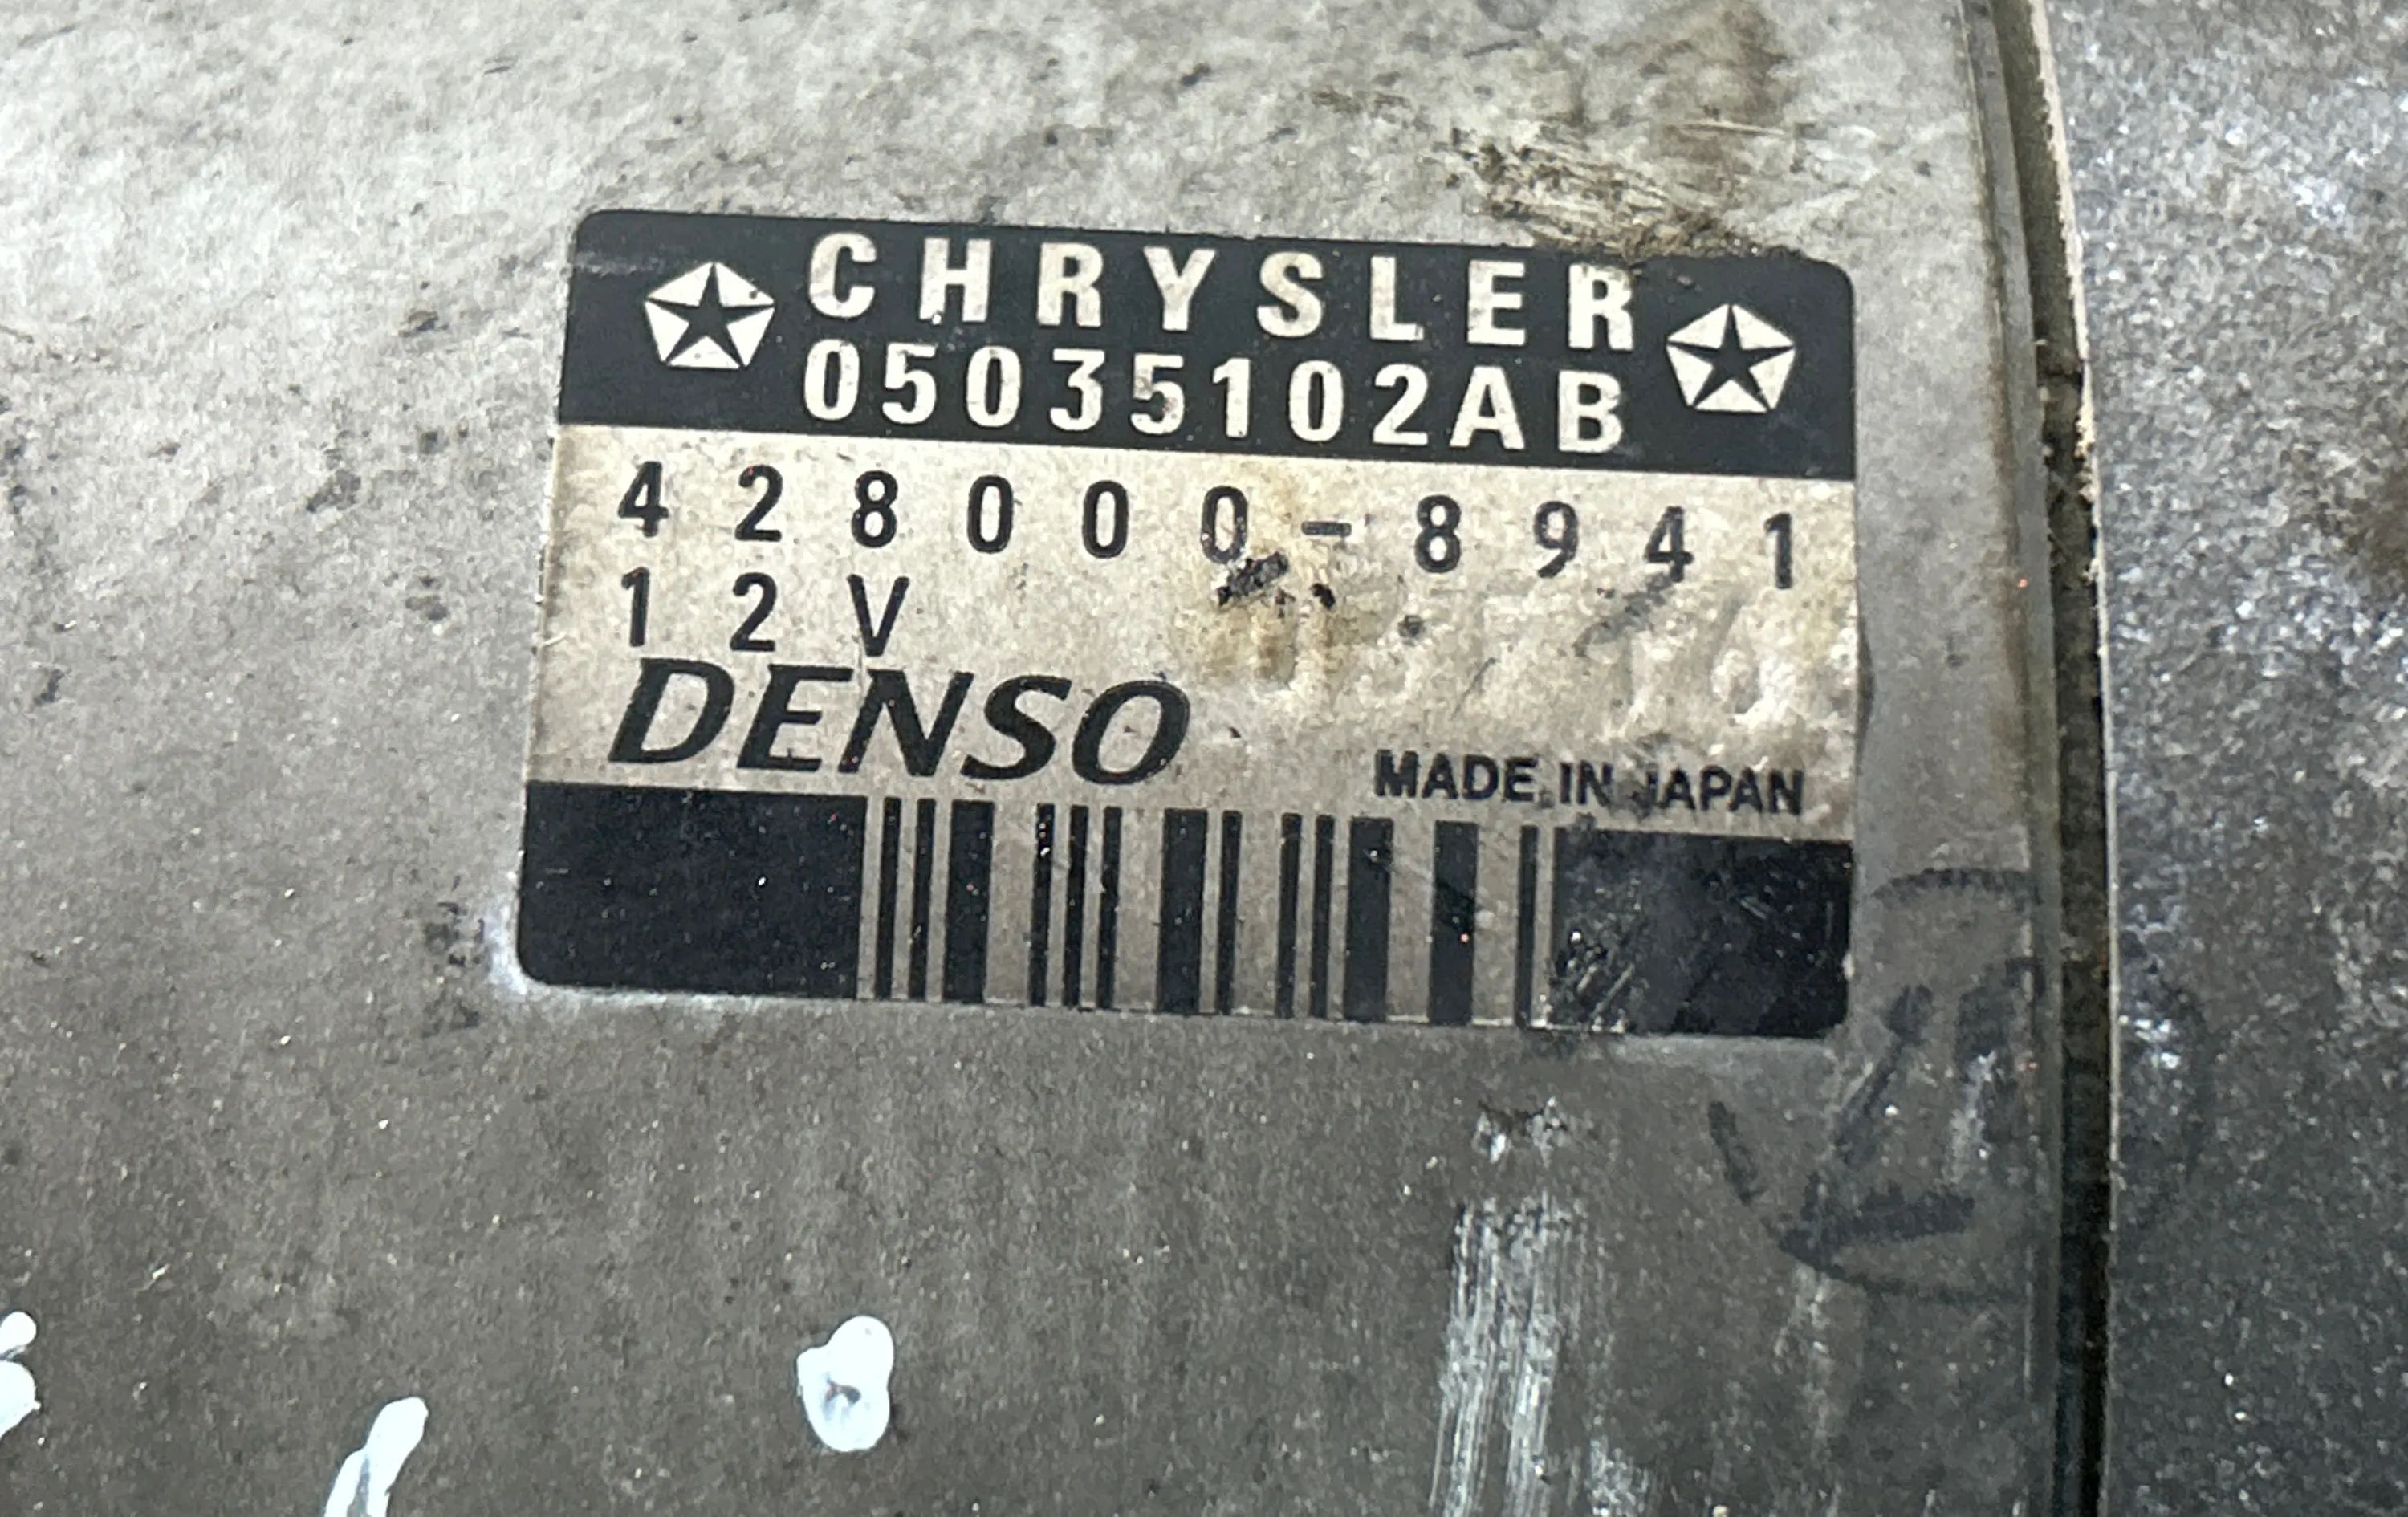 CHRYSLER
05035102AB
428000-8941
12V
DENSO
MADE IN JAPAN